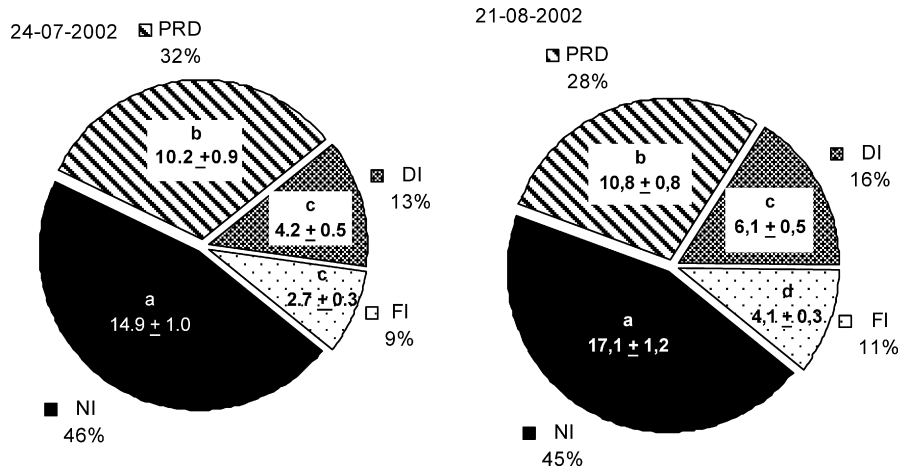 24-07-2002
PRD
32%
b
10.2 ±0.9
DI
13%
c
4.2 ± 0.5
c
2.7 ± 0.3
FI
9%
a
14.9 ± 1.0
NI
46%
21-08-2002
PRD
28%
b
10,8 ± 0,8
DI
16%
c
6,1 ± 0,5
d
4,1 ± 0,3
FI
11%
a
17,1 ± 1,2
NI
45%